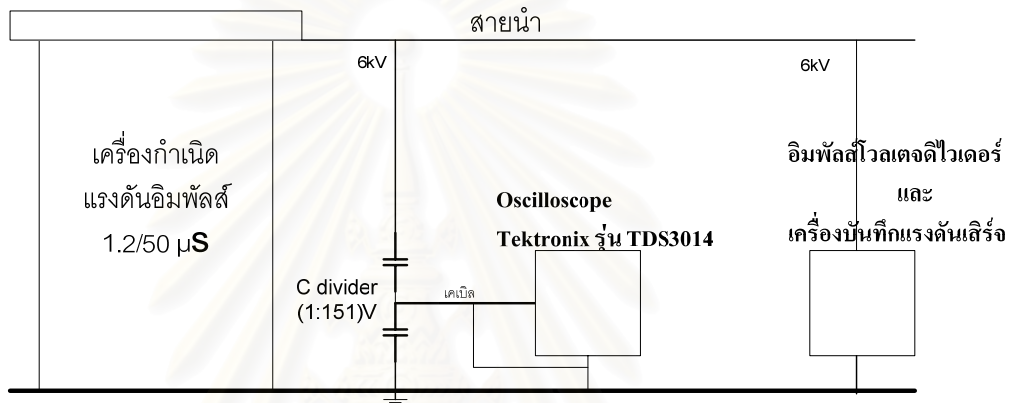 สายนำ
6kV
6kV
เครื่องกำเนิด
แรงดันอิมพัลส์
1.2/50 µS
อิมพัลส์โวลเตจดิไวเดอร์
และ
เครื่องบันทึกแรงดันเสิร์จ
Oscilloscope
Tektronix รุ่น TDS3014
C divider
(1:151)V
เคเบิล